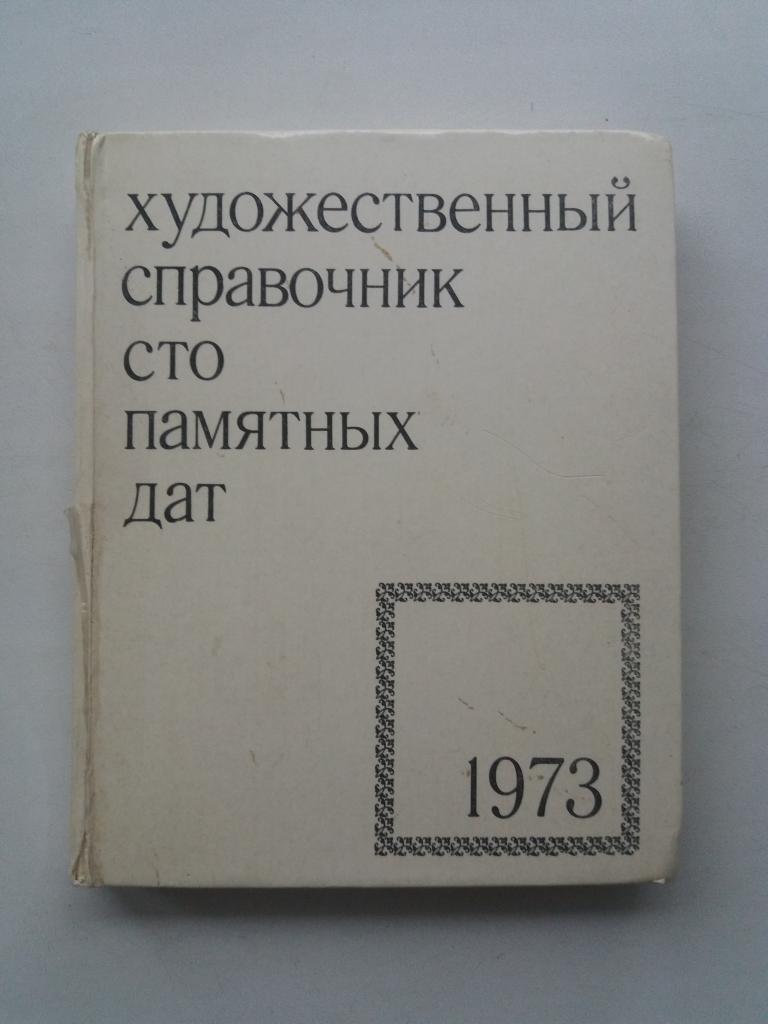 художественный
справочник
сто
памятных
дат
1973